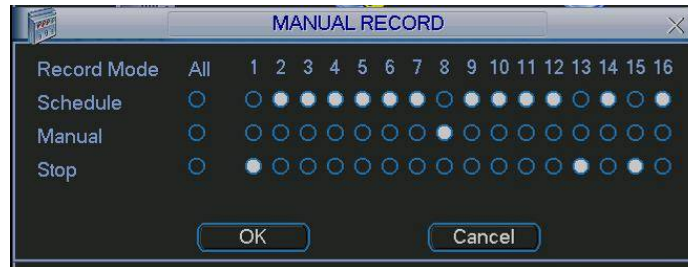 MANUAL RECORD
Record Mode All 1 2 3 4 5 6 7 8 9 10 11 12 13 14 15 16
Schedule
Manual
Stop
OK Cancel